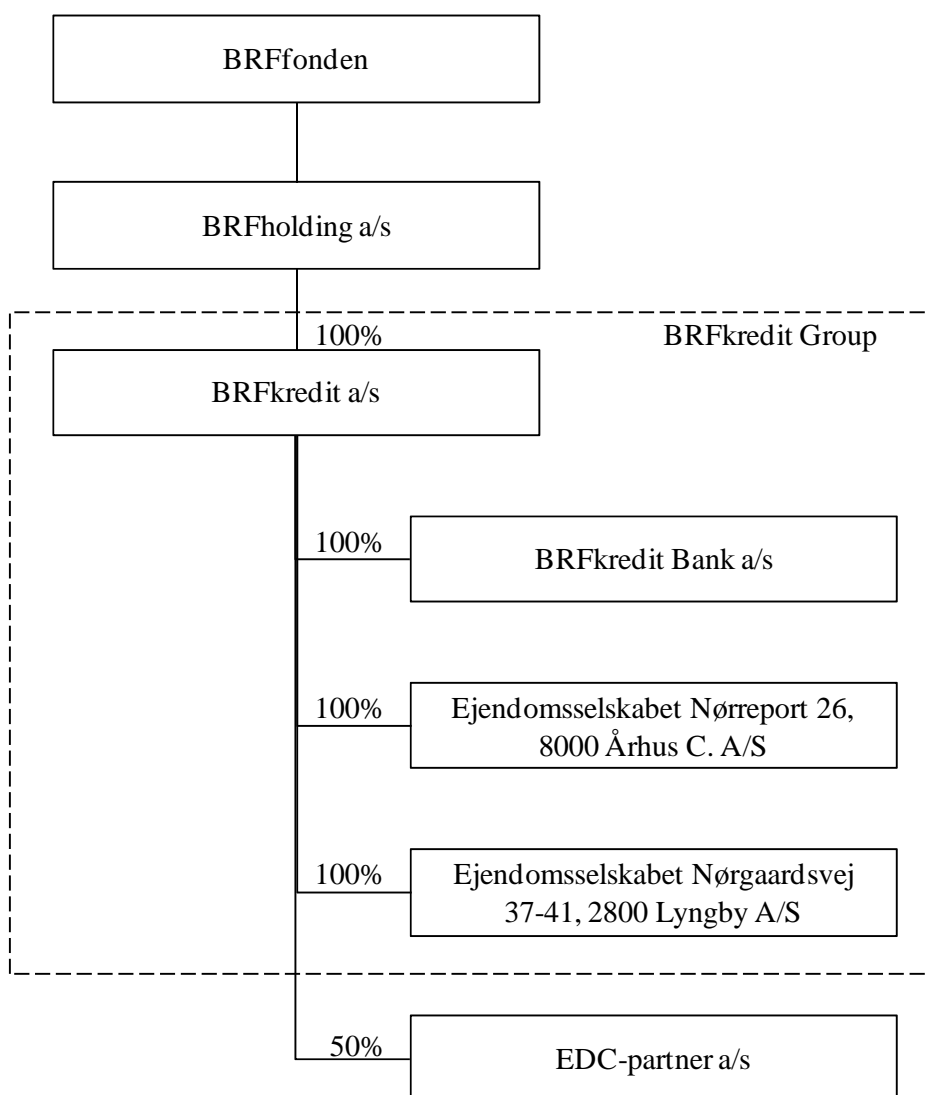 BRFfonden
BRFholding a/s
100%
BRFkredit Group
BRFkredit a/s
100%
BRFkredit Bank a/s
100%
Ejendomsselskabet Nørreport 26,
8000 Århus C. A/S
100%
Ejendomsselskabet Nørgaardsvej
37-41, 2800 Lyngby A/S
50%
EDC-partner a/s